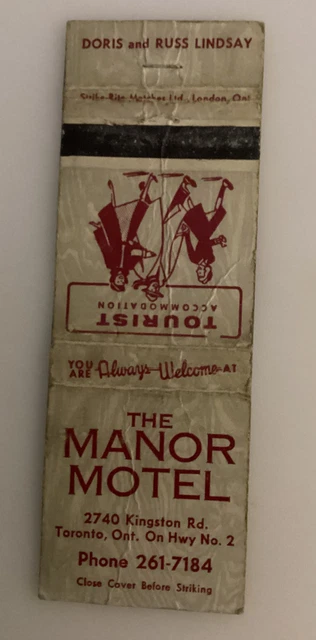 DORIS and RUSS LINDSAY
Strike-Rite Matches Ltd., London, Ont.
TOURIST
ACCOMMODATION
YOU ARE Always Welcome AT
THE
MANOR
MOTEL
2740 Kingston Rd.
Toronto, Ont. On Hwy No. 2
Phone 261-7184
Close Cover Before Striking